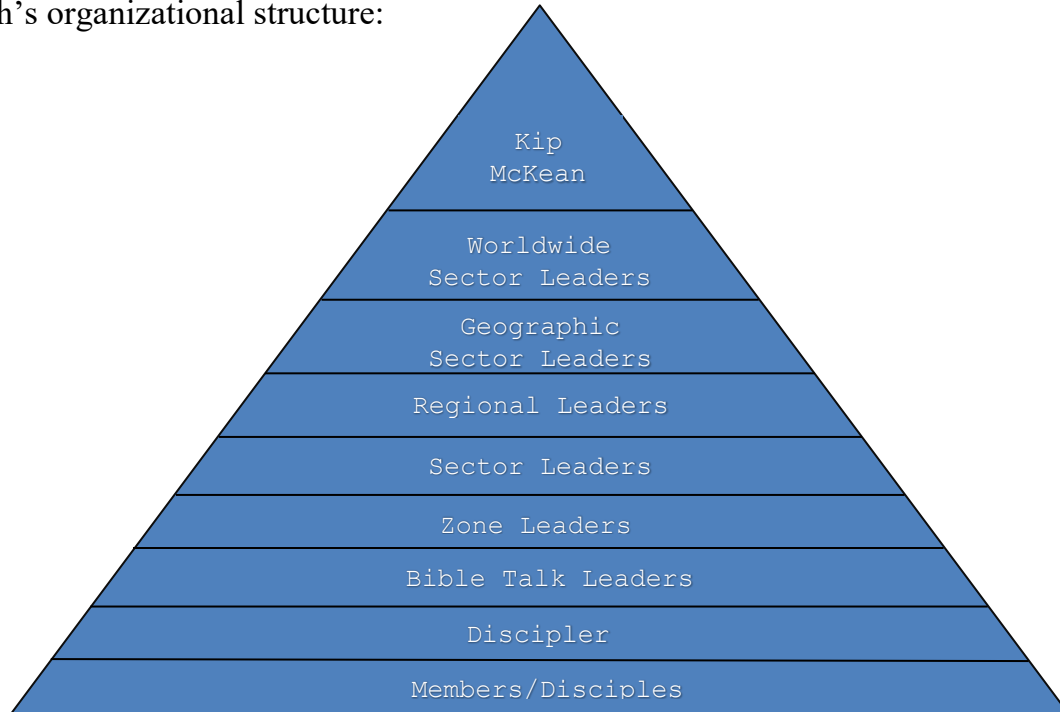 h’s organizational structure:
Kip
McKean
Worldwide
Sector Leaders
Geographic
Sector Leaders
Regional Leaders
Sector Leaders
Zone Leaders
Bible Talk Leaders
Discipler
Members/Disciples